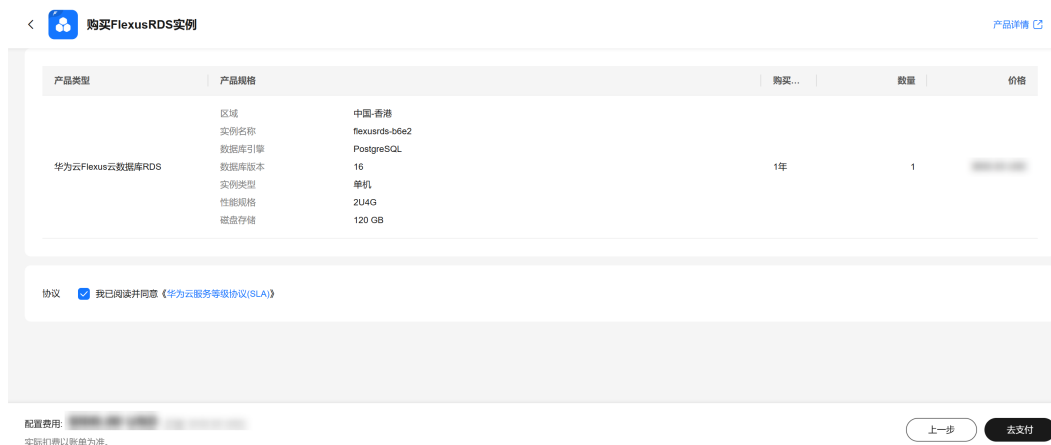 购买FlexusRDS实例
产品详情
产品类型 产品规格 购买... 数量 价格
区域 中国-香港
实例名称 flexusrds-b6e2
数据库引擎 PostgreSQL
华为云Flexus云数据库RDS 数据库版本 16 1年 1
实例类型 单机
性能规格 2U4G
磁盘存储 120 GB
协议 我已阅读并同意《华为云服务等级协议(SLA)》
配置费用:
实际扣费以账单为准。
上一步 去支付